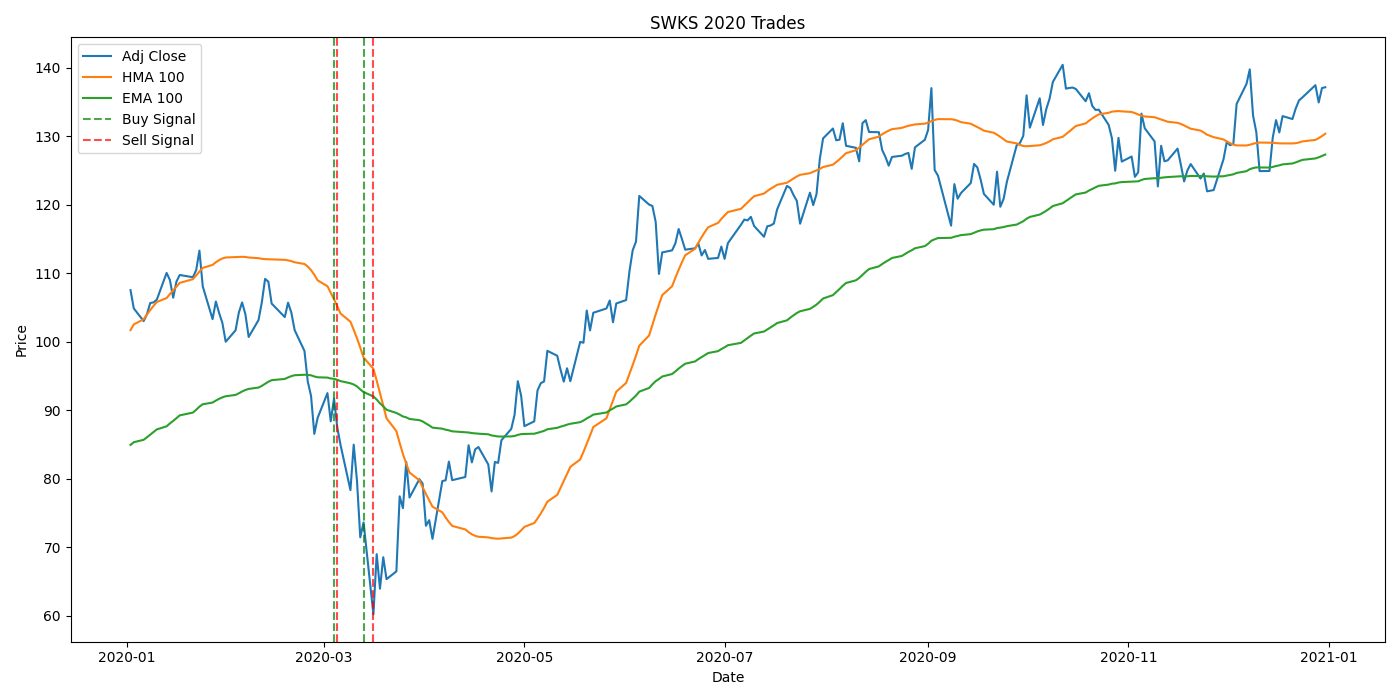 SWKS 2020 Trades
Adj Close
HMA 100
EMA 100
Buy Signal
Sell Signal
Price
140
130
120
110
100
90
80
70
60
2020-01
2020-03
2020-05
2020-07
2020-09
2020-11
2021-01
Date